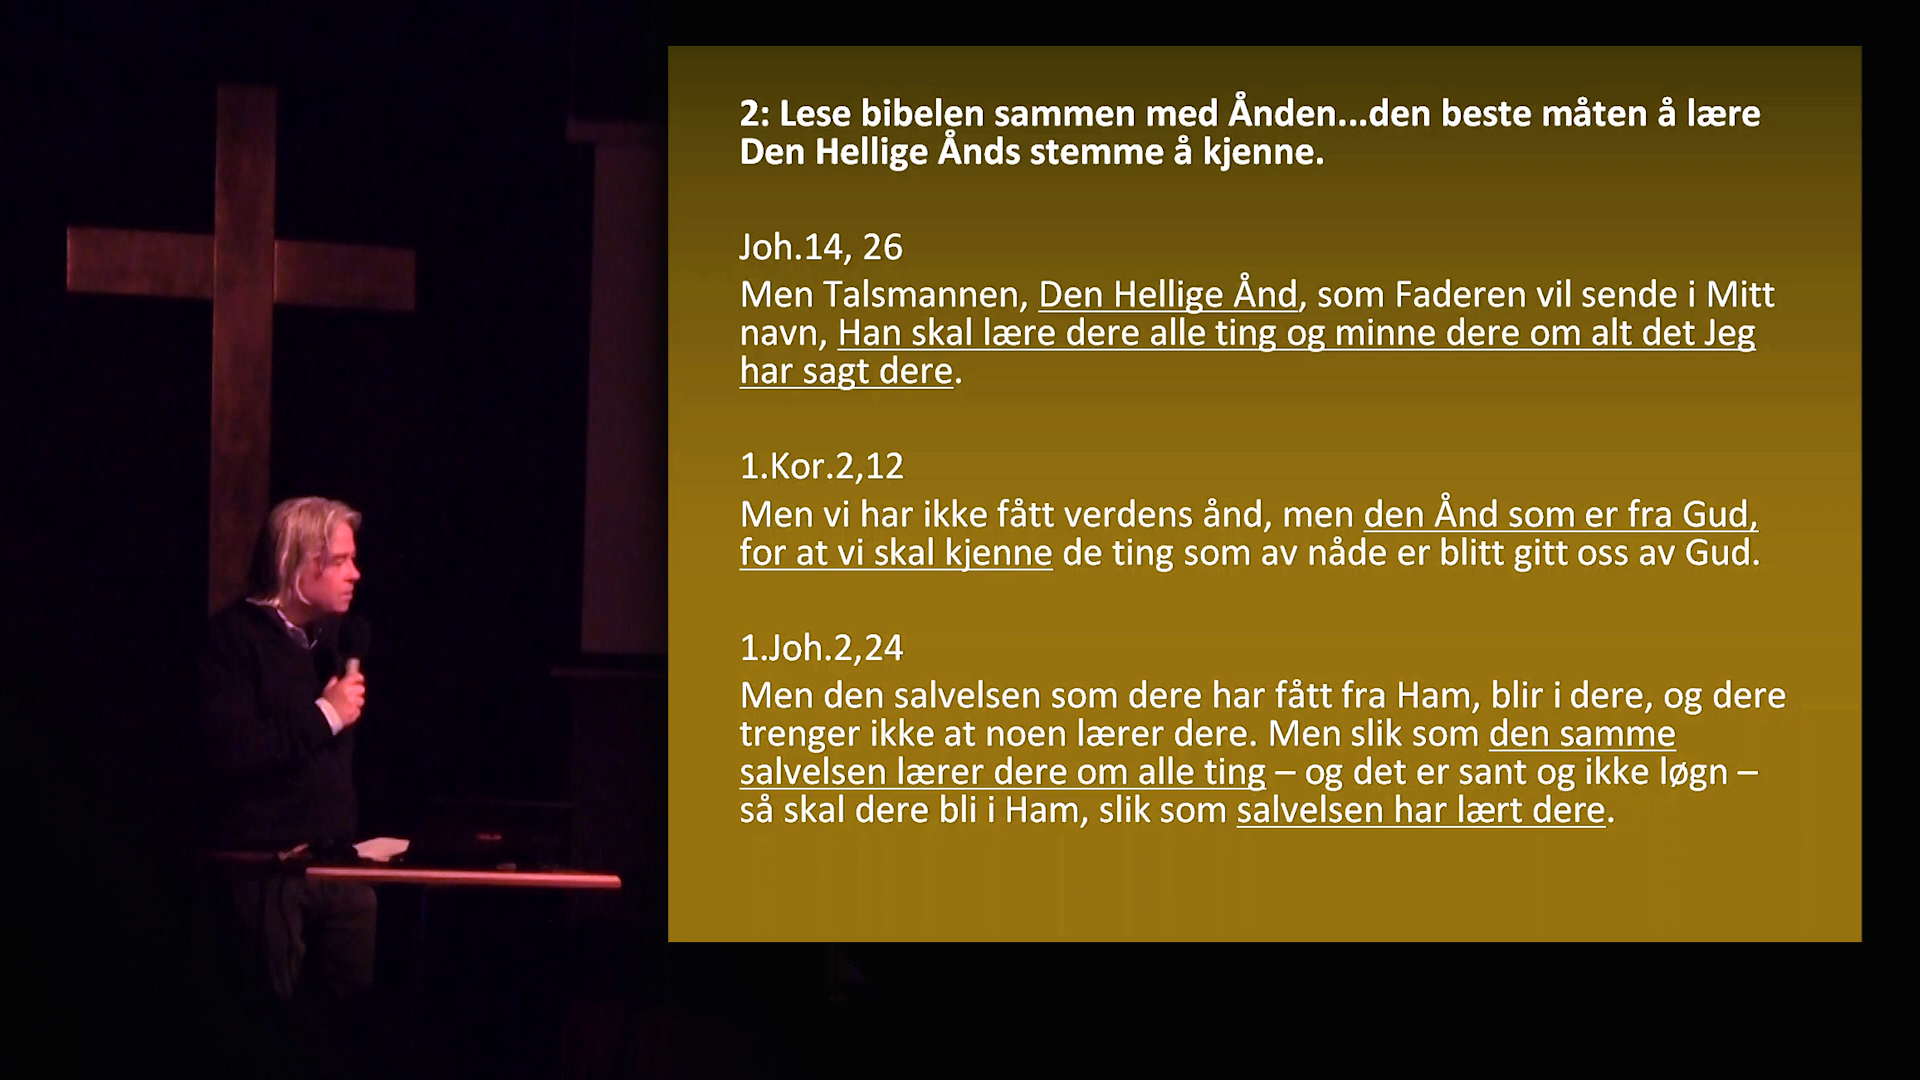 2: Lese bibelen sammen med Ånden...den beste måten å lære
Den Hellige Ånds stemme å kjenne.
Joh.14, 26
Men Talsmannen, Den Hellige Ånd, som Faderen vil sende i Mitt
navn, Han skal lære dere alle ting og minne dere om alt det Jeg
har sagt dere.
1.Kor.2,12
Men vi har ikke fått verdens ånd, men den Ånd som er fra Gud,
for at vi skal kjenne de ting som av nåde er blitt gitt oss av Gud.
1.Joh.2,24
Men den salvelsen som dere har fått fra Ham, blir i dere, og dere
trenger ikke at noen lærer dere. Men slik som den samme
salvelsen lærer dere om alle ting – og det er sant og ikke løgn –
så skal dere bli i Ham, slik som salvelsen har lært dere.